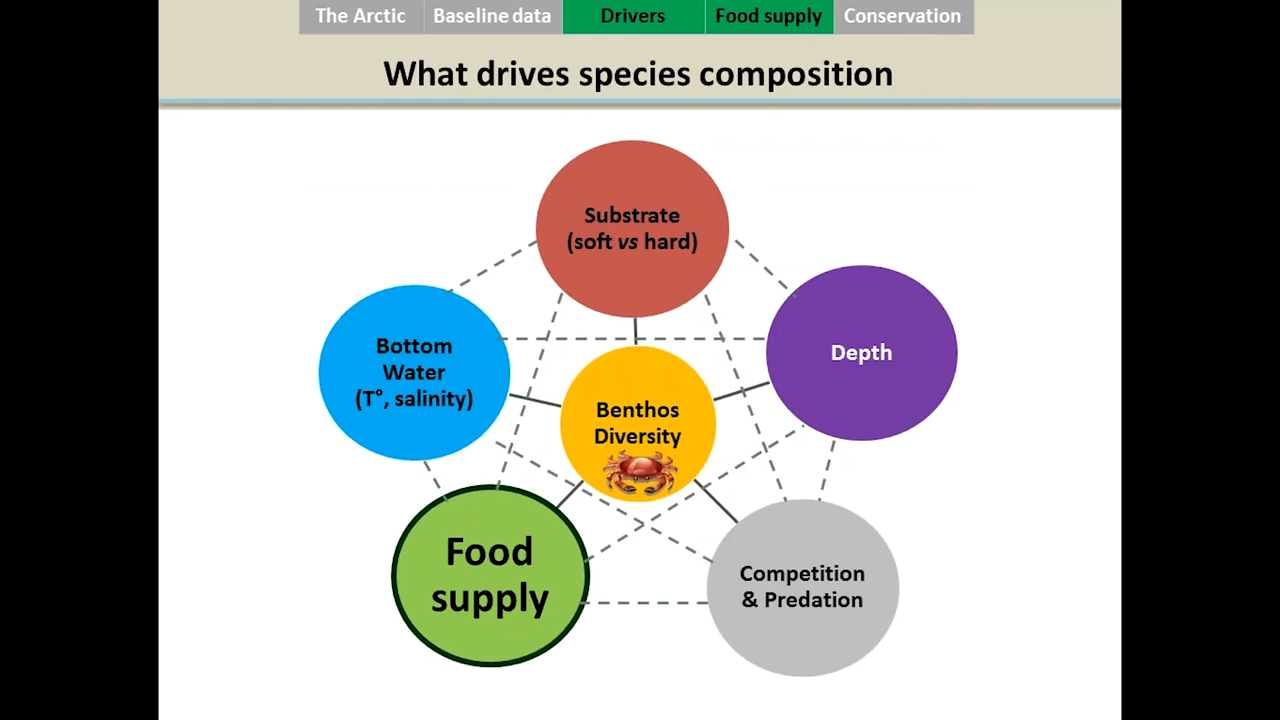 The Arctic
Baseline data
Drivers
Food supply
Conservation
What drives species composition
Substrate
(soft vs hard)
Bottom
Water
(T°, salinity)
Depth
Benthos
Diversity
Food
supply
Competition
& Predation